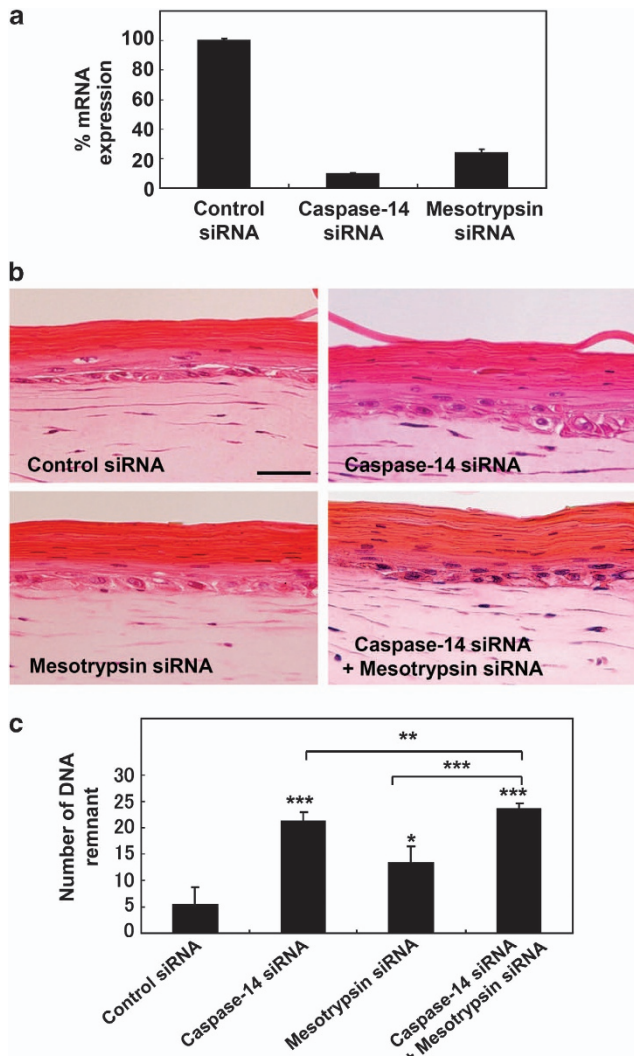 a
% mRNA
expression
100
80
60
40
20
0
Control
siRNA
Caspase-14
siRNA
Mesotrypsin
siRNA
b
Control siRNA
Caspase-14 siRNA
Mesotrypsin siRNA
Caspase-14 siRNA
+ Mesotrypsin siRNA
c
Number of DNA
remnant
30
25
20
15
10
5
0
**
***
***
*
***
Control siRNA
Caspase-14 siRNA
Mesotrypsin siRNA
Caspase-14 siRNA
+ Mesotrypsin siRNA